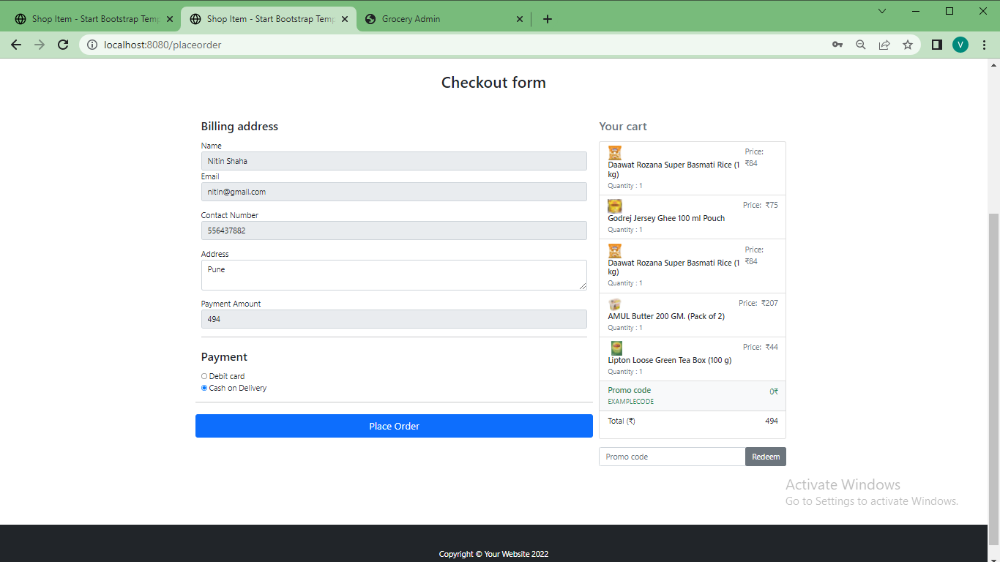 Shop Item - Start Bootstrap Temp
Shop Item - Start Bootstrap Temp
Grocery Admin
localhost:8080/placeorder
V
Checkout form
Billing address
Name
Nitin Shaha
Email
nitin@gmail.com
Contact Number
556437882
Address
Pune
Payment Amount
494
Payment
Debit card
Cash on Delivery
Place Order
Your cart
Daawat Rozana Super Basmati Rice (1
kg)
Price:
₹84
Quantity : 1
Godrej Jersey Ghee 100 ml Pouch
Price: ₹75
Quantity : 1
Daawat Rozana Super Basmati Rice (1
kg)
Price:
₹84
Quantity : 1
AMUL Butter 200 GM. (Pack of 2)
Price: ₹207
Quantity : 1
Lipton Loose Green Tea Box (100 g)
Price: ₹44
Quantity : 1
Promo code
0₹
EXAMPLECODE
Total (₹)
494
Promo code
Redeem
Activate Windows
Go to Settings to activate Windows.
Copyright © Your Website 2022